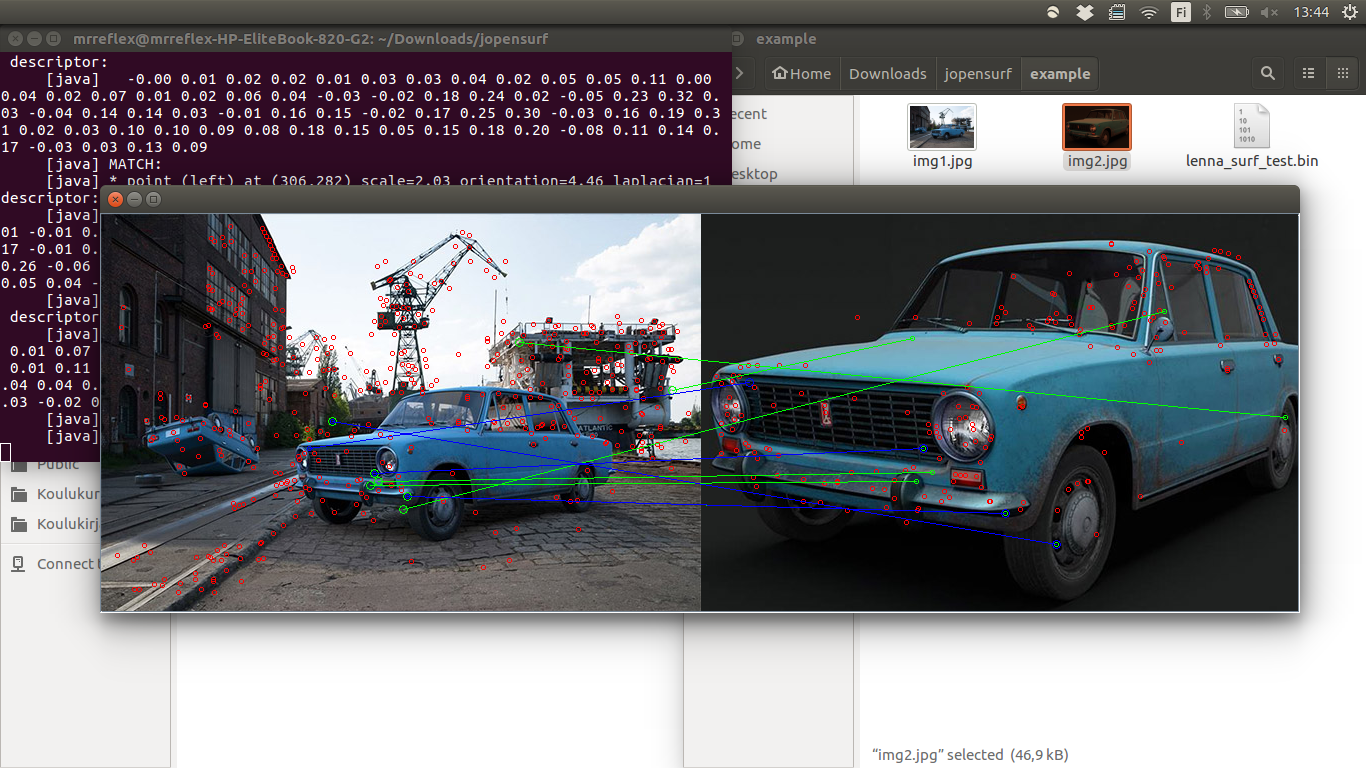 Fi
13:44
mrreflex@mrreflex-HP-EliteBook-820-G2: ~/Downloads/jopensurf
descriptor:
[java] -0.00 0.01 0.02 0.02 0.01 0.03 0.03 0.04 0.02 0.05 0.05 0.11 0.00
0.04 0.02 0.07 0.01 0.02 0.06 0.04 -0.03 -0.02 0.18 0.24 0.02 -0.05 0.23 0.32 0.
03 -0.04 0.14 0.14 0.03 -0.01 0.16 0.15 -0.02 0.17 0.25 0.30 -0.03 0.16 0.19 0.3
1 0.02 0.03 0.10 0.10 0.09 0.08 0.18 0.15 0.05 0.15 0.18 0.20 -0.08 0.11 0.14 0.
17 -0.03 0.03 0.13 0.09
[java] MATCH:
[java] * point (left) at (306,282) scale=2.03 orientation=4.46 laplacian=1
descriptor:
[java]
01 -0.01 0.
17 -0.01 0.
0.26 -0.06
0.05 0.04 -
[java]
descriptor
[java]
0.01 0.07
0.01 0.11
.04 0.04 0.
.03 -0.02 0
[java]
[java]
example
Home
Downloads
jopensurf
example
ecent
ome
esktop
img1.jpg
img2.jpg
1
10
101
1010
lenna_surf_test.bin
ATLANTIC
Public
Koulukur
Koulukirj
Connect
“img2.jpg” selected (46,9 kB)